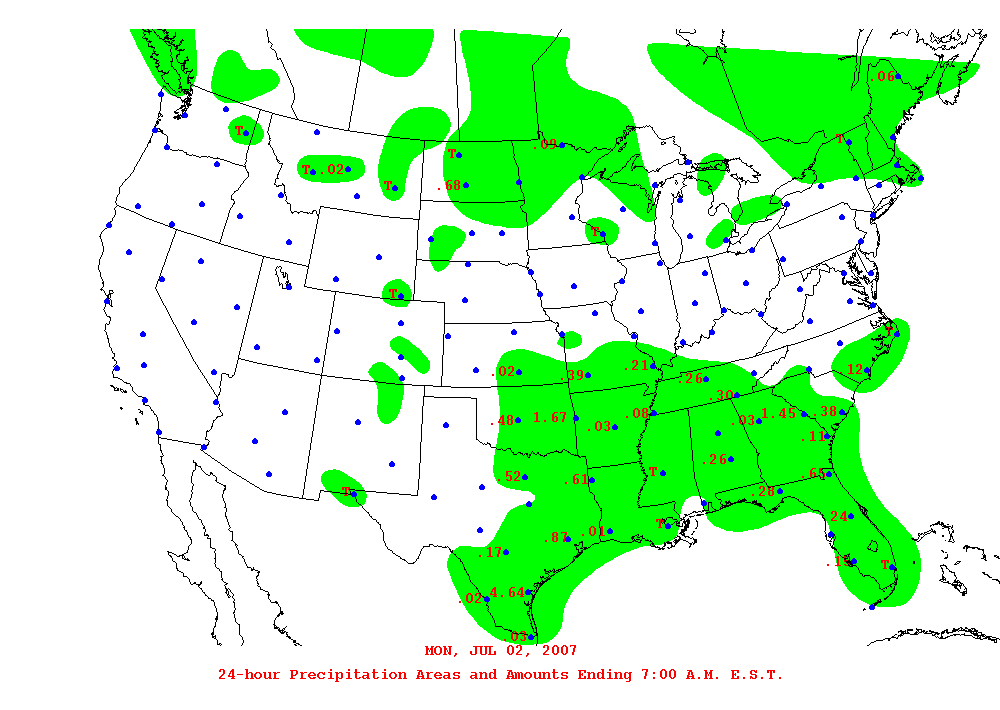 .06
T
T
.09
T
T .02
T
.68
T
T
T
.02
.39
.21
.26
.30
.12
.48
1.67
.03
.08
.03
1.45
.38
.11
.26
T
.52
.61
.65
.28
T
.87
.01
T
.24
.17
T
.02
4.64
.03
MON, JUL 02, 2007
24-hour Precipitation Areas and Amounts Ending 7:00 A.M. E.S.T.